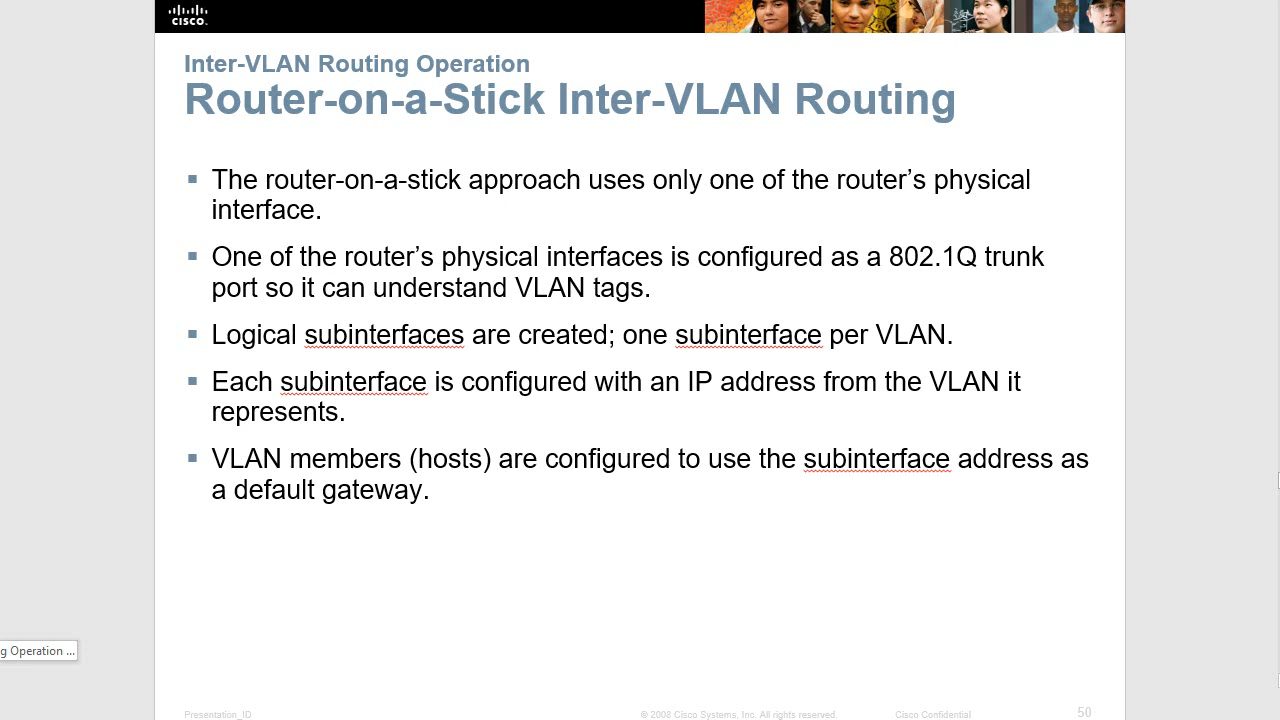 cisco.
Inter-VLAN Routing Operation
Router-on-a-Stick Inter-VLAN Routing
▪ The router-on-a-stick approach uses only one of the router’s physical
interface.
▪ One of the router’s physical interfaces is configured as a 802.1Q trunk
port so it can understand VLAN tags.
▪ Logical subinterfaces are created; one subinterface per VLAN.
▪ Each subinterface is configured with an IP address from the VLAN it
represents.
▪ VLAN members (hosts) are configured to use the subinterface address as
a default gateway.
g Operation ...
Presentation_ID
© 2008 Cisco Systems, Inc. All rights reserved.
Cisco Confidential
50